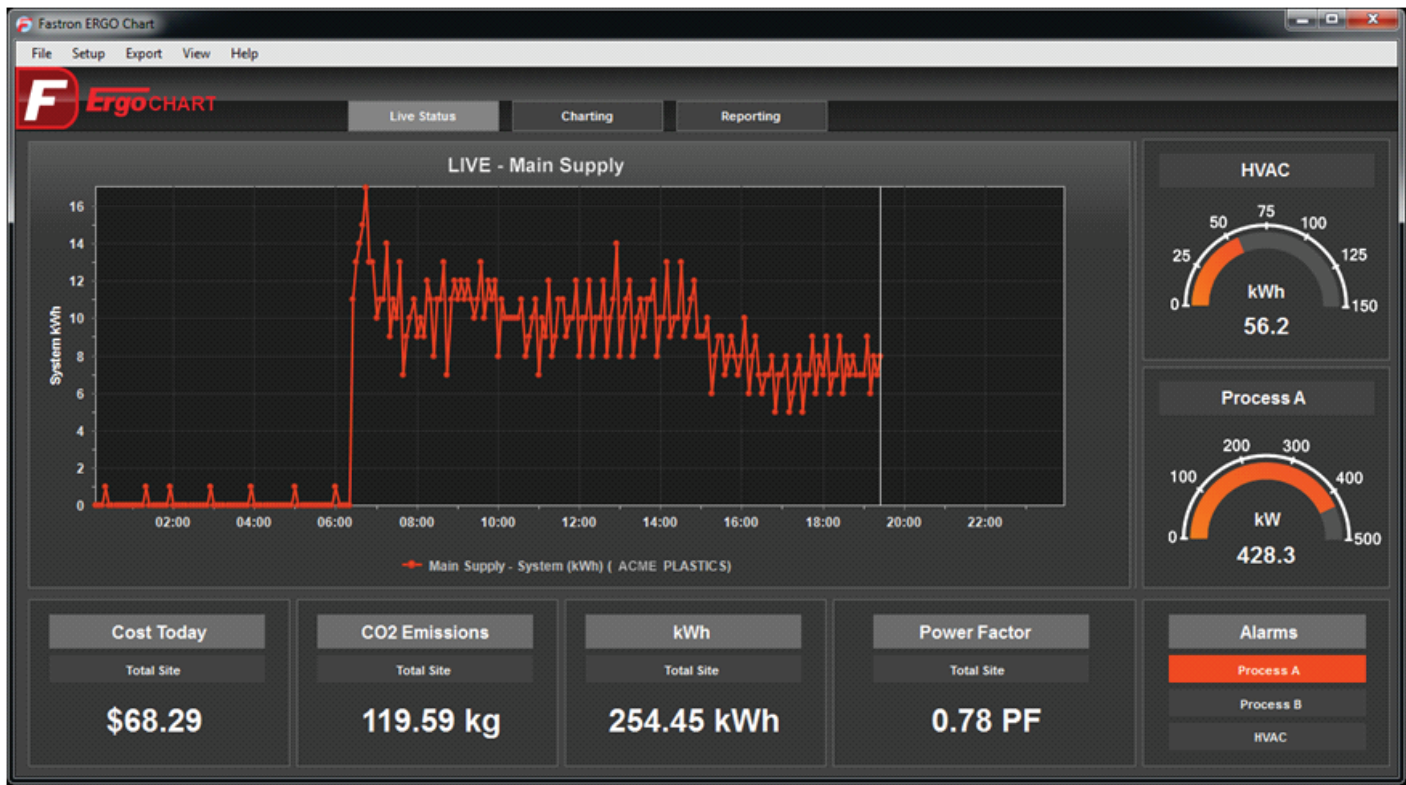 Fastron ERGO Chart
File Setup Export View Help
F ErgoCHART
Live Status Charting Reporting
LIVE - Main Supply
System kWh
16
14
12
10
8
6
4
2
0
02:00 04:00 06:00 08:00 10:00 12:00 14:00 16:00 18:00 20:00 22:00
Main Supply - System (kWh) ( ACME PLASTICS)
HVAC
0 25 50 75 100 125 150
kWh
56.2
Process A
0 100 200 300 400 500
kW
428.3
Cost Today
Total Site
$68.29
CO2 Emissions
Total Site
119.59 kg
kWh
Total Site
254.45 kWh
Power Factor
Total Site
0.78 PF
Alarms
Process A
Process B
HVAC